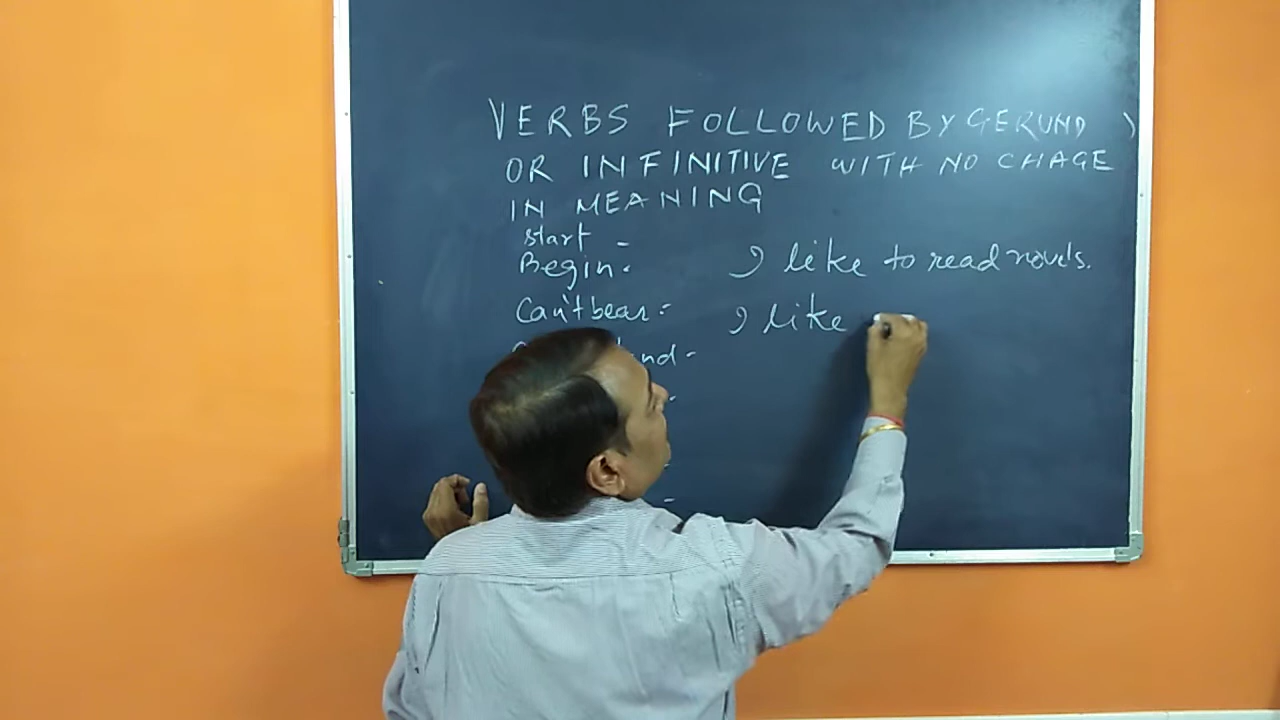 VERBS FOLLOWED BY GERUND
OR INFINITIVE WITH NO CHAGE
IN MEANING
start -
Begin.
Can't bear :-
I like to read novels.
I like